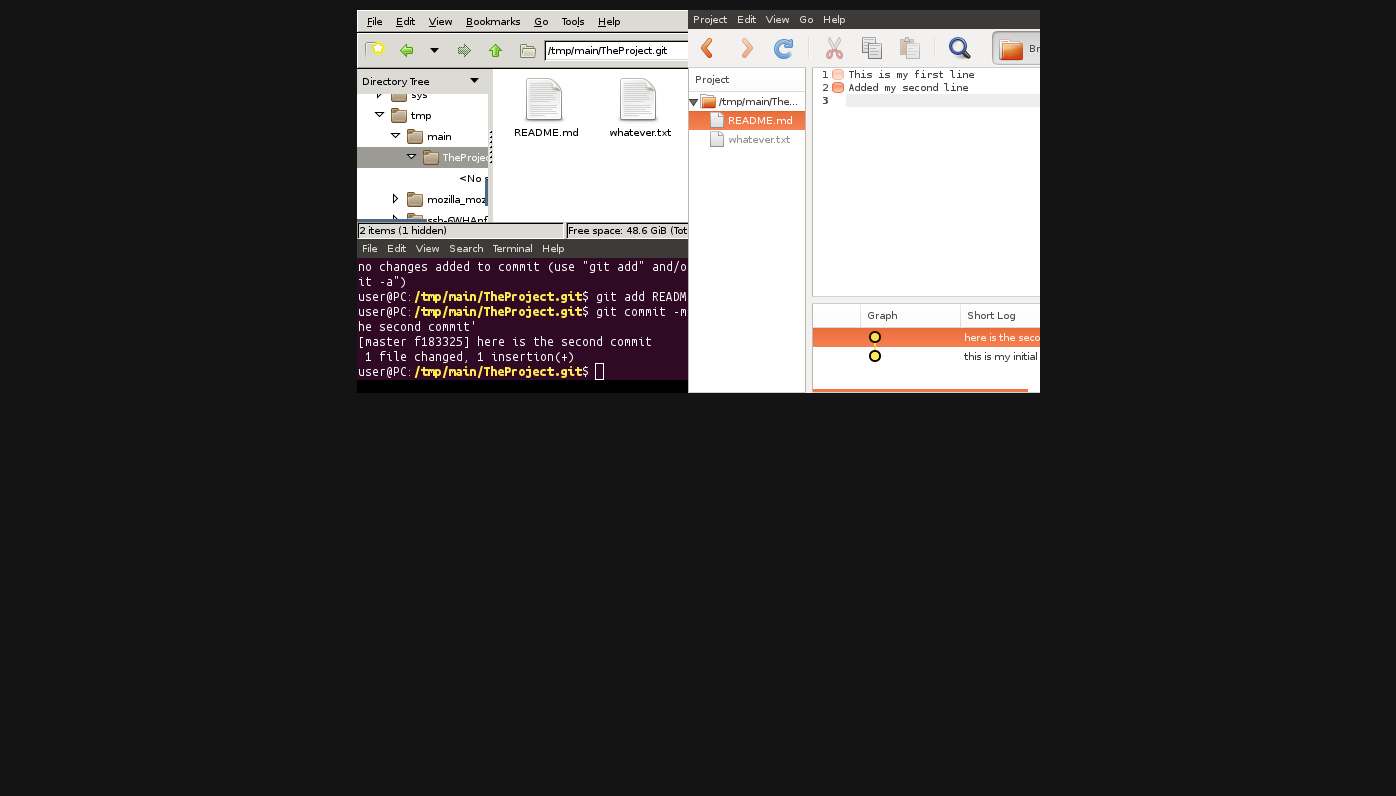 File Edit View Bookmarks Go Tools Help
/tmp/main/TheProject.git
Directory Tree
sys
tmp
main
TheProjec
<No s
mozilla_moz
README.md
whatever.txt
2 items (1 hidden)
Free space: 48.6 GiB (Tot
File Edit View Search Terminal Help
no changes added to commit (use "git add" and/o
it -a")
user@PC:/tmp/main/TheProject.git$ git add READM
user@PC:/tmp/main/TheProject.git$ git commit -m
he second commit'
[master f183325] here is the second commit
1 file changed, 1 insertion(+)
user@PC:/tmp/main/TheProject.git$
Project Edit View Go Help
Br
Project
/tmp/main/The...
README.md
whatever.txt
1 This is my first line
2 Added my second line
3
Graph Short Log
here is the seco
this is my initial